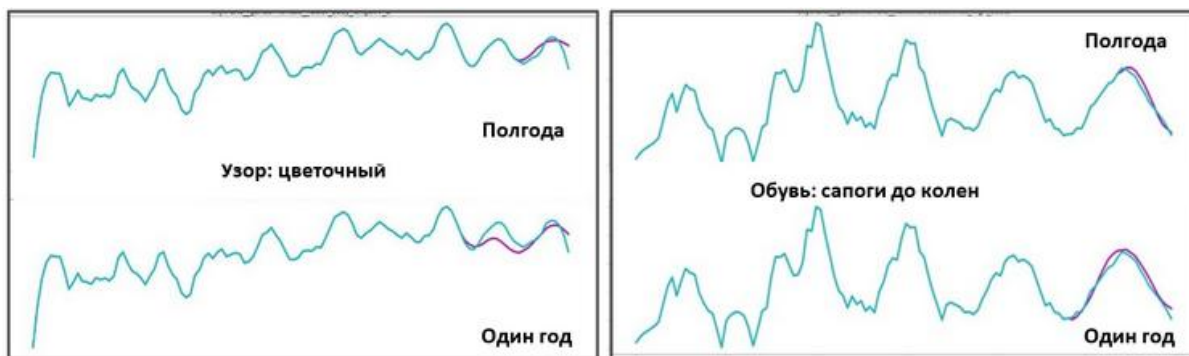 Полгода
Узор: цветочный
Один год
Полгода
Обувь: сапоги до колен
Один год